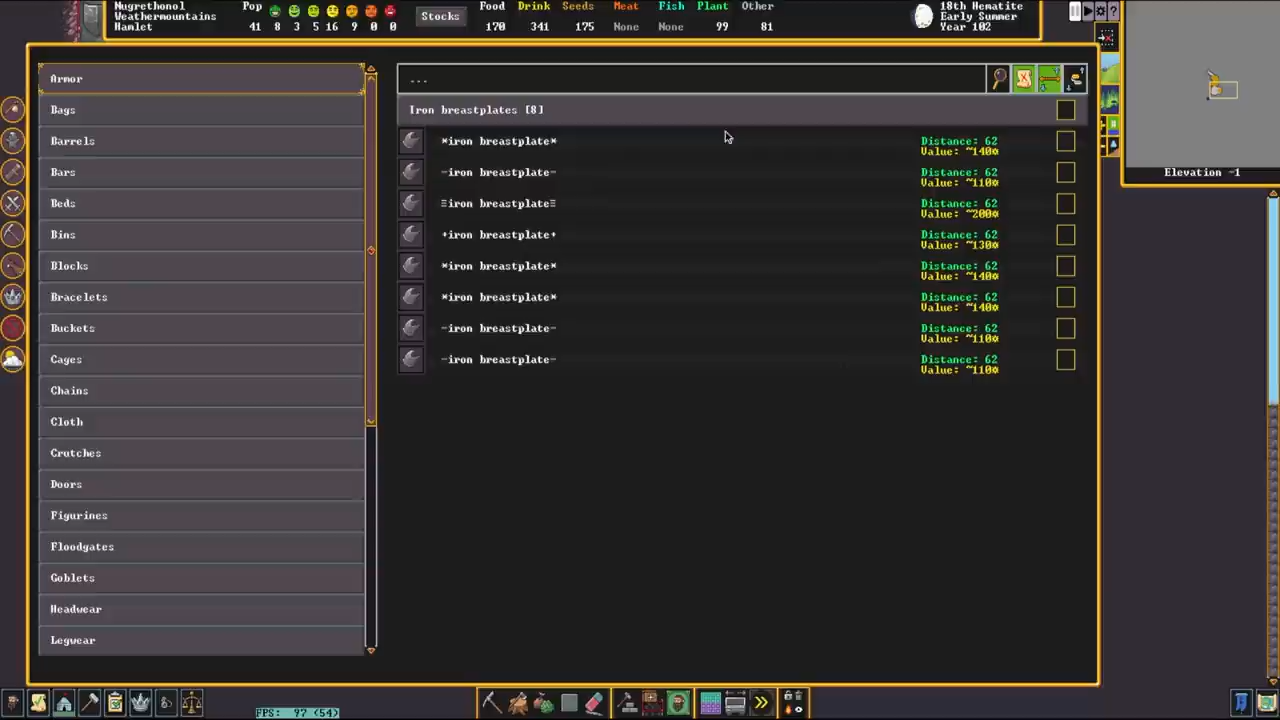 Nugrethonol
Weathermountains
Hamlet
Pop
41 8 3 5 16 9 0 0
Stocks
Food Drink Seeds Meat Fish Plant Other
170 341 175 None None 99 81
18th Hematite
Early Summer
Year 102
Elevation -1
Armor
Bags
Barrels
Bars
Beds
Bins
Blocks
Bracelets
Buckets
Cages
Chains
Cloth
Crutches
Doors
Figurines
Floodgates
Goblets
Headwear
Legwear
...
Iron breastplates [8]
*iron breastplate* Distance: 62
Value: ~140☼
-iron breastplate- Distance: 62
Value: ~110☼
≡iron breastplate≡ Distance: 62
Value: ~200☼
+iron breastplate+ Distance: 62
Value: ~130☼
*iron breastplate* Distance: 62
Value: ~140☼
*iron breastplate* Distance: 62
Value: ~140☼
-iron breastplate- Distance: 62
Value: ~110☼
-iron breastplate- Distance: 62
Value: ~110☼
FPS: 97 (54)